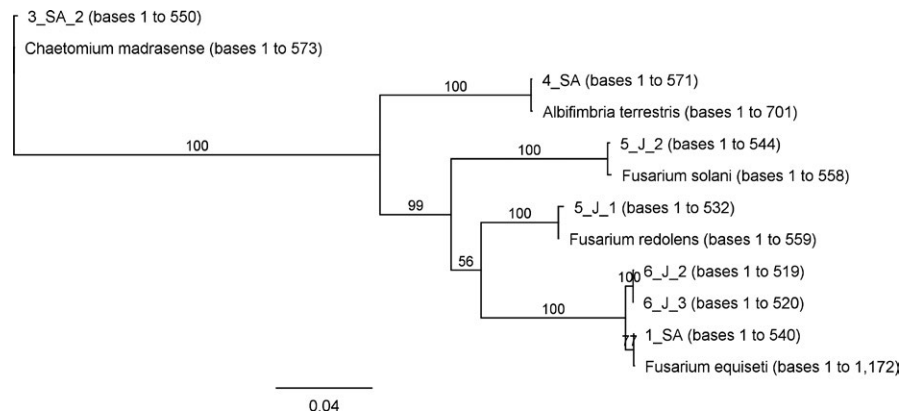 3_SA_2 (bases 1 to 550)
Chaetomium madrasense (bases 1 to 573)
100
4_SA (bases 1 to 571)
Albifimbria terrestris (bases 1 to 701)
100
100
5_J_2 (bases 1 to 544)
Fusarium solani (bases 1 to 558)
99
100
5_J_1 (bases 1 to 532)
Fusarium redolens (bases 1 to 559)
56
100
6_J_2 (bases 1 to 519)
6_J_3 (bases 1 to 520)
100
77
1_SA (bases 1 to 540)
Fusarium equiseti (bases 1 to 1,172)
0.04